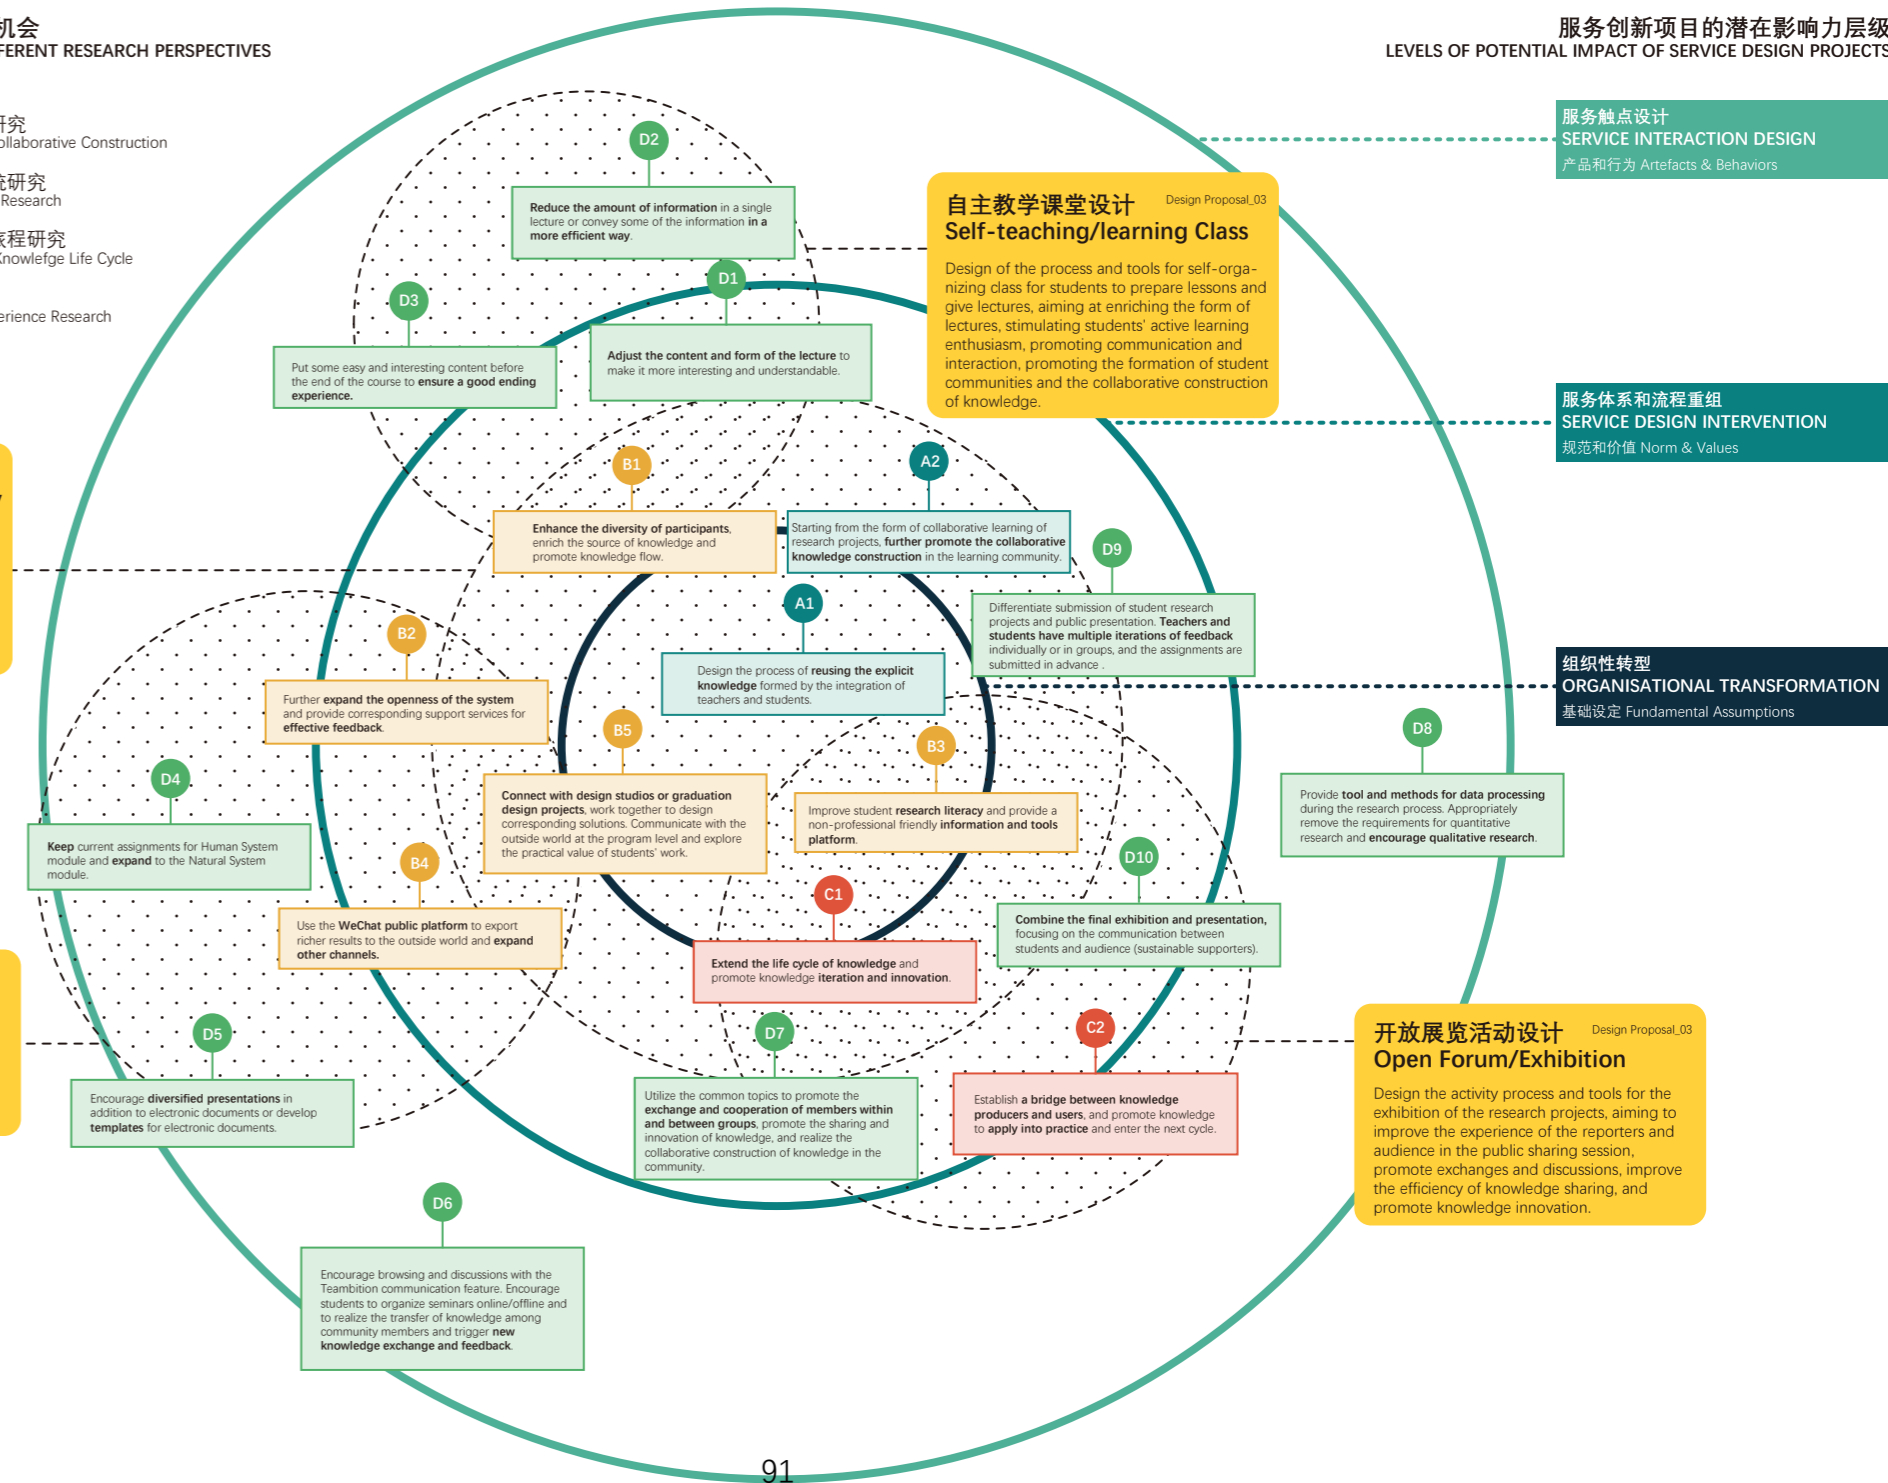 机会
FERENT RESEARCH PERSPECTIVES
服务创新项目的潜在影响力层级
LEVELS OF POTENTIAL IMPACT OF SERVICE DESIGN PROJECTS
研究
ollaborative Construction
统研究
Research
旅程研究
Knowlefge Life Cycle
erience Research
服务触点设计
SERVICE INTERACTION DESIGN
产品和行为 Artefacts & Behaviors
D2
Reduce the amount of information in a single
lecture or convey some of the information in a
more efficient way.
自主教学课堂设计
Design Proposal_03
Self-teaching/learning Class
Design of the process and tools for self-orga-
nizing class for students to prepare lessons and
give lectures, aiming at enriching the form of
lectures, stimulating students' active learning
enthusiasm, promoting communication and
interaction, promoting the formation of student
communities and the collaborative construction
of knowledge.
D1
Adjust the content and form of the lecture to
make it more interesting and understandable.
D3
Put some easy and interesting content before
the end of the course to ensure a good ending
experience.
服务体系和流程重组
SERVICE DESIGN INTERVENTION
规范和价值 Norm & Values
B1
Enhance the diversity of participants,
enrich the source of knowledge and
promote knowledge flow.
A2
Starting from the form of collaborative learning of
research projects, further promote the collaborative
knowledge construction in the learning community.
D9
Differentiate submission of student research
projects and public presentation. Teachers and
students have multiple iterations of feedback
individually or in groups, and the assignments are
submitted in advance .
A1
Design the process of reusing the explicit
knowledge formed by the integration of
teachers and students.
组织性转型
ORGANISATIONAL TRANSFORMATION
基础设定 Fundamental Assumptions
B2
Further expand the openness of the system
and provide corresponding support services for
effective feedback.
B5
Connect with design studios or graduation
design projects, work together to design
corresponding solutions. Communicate with the
outside world at the program level and explore
the practical value of students' work.
B3
Improve student research literacy and provide a
non-professional friendly information and tools
platform.
D8
Provide tool and methods for data processing
during the research process. Appropriately
remove the requirements for quantitative
research and encourage qualitative research.
D4
Keep current assignments for Human System
module and expand to the Natural System
module.
B4
Use the WeChat public platform to export
richer results to the outside world and expand
other channels.
C1
Extend the life cycle of knowledge and
promote knowledge iteration and innovation.
D10
Combine the final exhibition and presentation,
focusing on the communication between
students and audience (sustainable supporters).
D5
Encourage diversified presentations in
addition to electronic documents or develop
templates for electronic documents.
D7
Utilize the common topics to promote the
exchange and cooperation of members within
and between groups, promote the sharing and
innovation of knowledge, and realize the
collaborative construction of knowledge in the
community.
C2
Establish a bridge between knowledge
producers and users, and promote knowledge
to apply into practice and enter the next cycle.
开放展览活动设计
Design Proposal_03
Open Forum/Exhibition
Design the activity process and tools for the
exhibition of the research projects, aiming to
improve the experience of the reporters and
audience in the public sharing session,
promote exchanges and discussions, improve
the efficiency of knowledge sharing, and
promote knowledge innovation.
D6
Encourage browsing and discussions with the
Teambition communication feature. Encourage
students to organize seminars online/offline and
to realize the transfer of knowledge among
community members and trigger new
knowledge exchange and feedback.
91